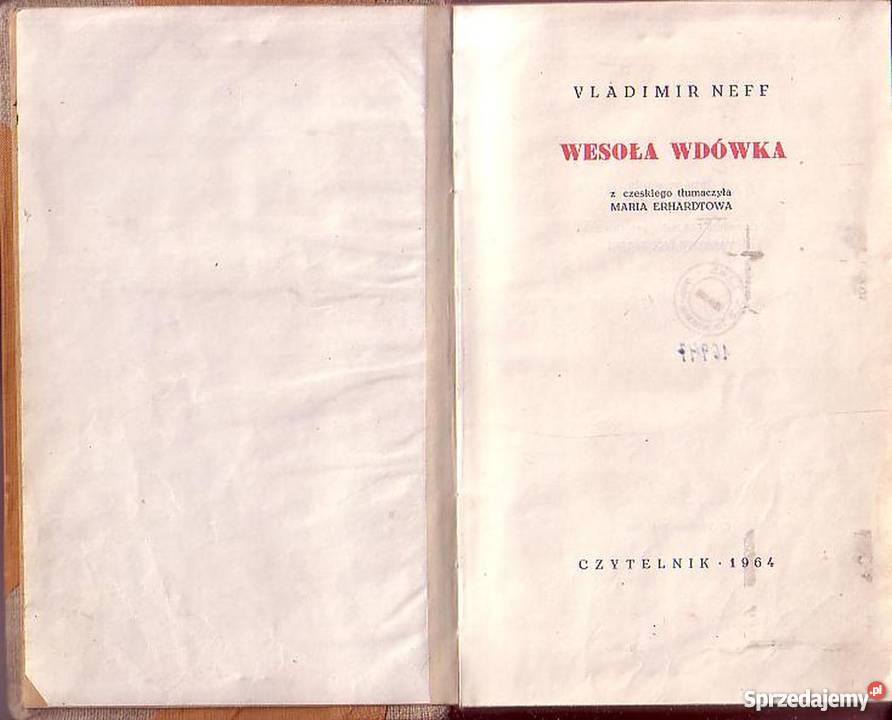 VLADIMIR NEFF
WESOŁA WDÓWKA
z czeskiego tłumaczyła
MARIA ERHARDTOWA
CZYTELNIK · 1964
Sprzedajemy.pl